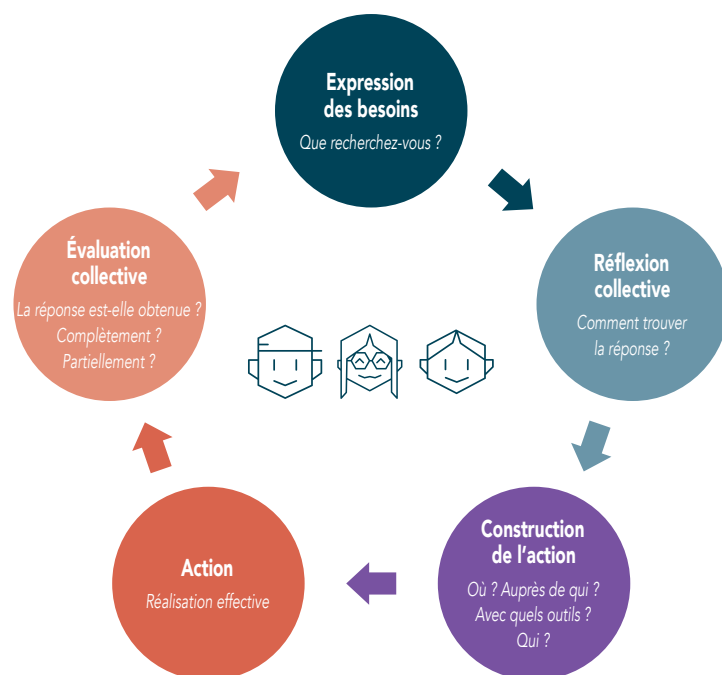 Expression
des besoins
Que recherchez-vous ?
Réflexion
collective
Comment trouver
la réponse ?
Construction
de l'action
Où ? Auprès de qui ?
Avec quels outils ?
Qui ?
Action
Réalisation effective
Évaluation
collective
La réponse est-elle obtenue ?
Complètement ?
Partiellement ?